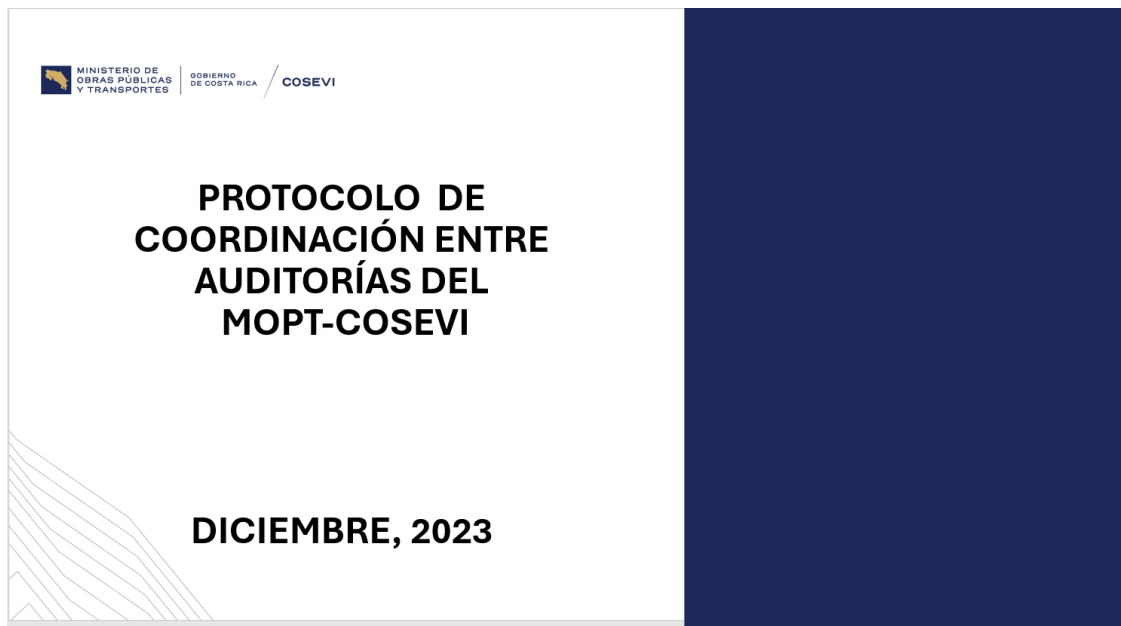 MINISTERIO DE
OBRAS PÚBLICAS
Y TRANSPORTES
GOBIERNO
DE COSTA RICA
COSEVI
PROTOCOLO DE
COORDINACIÓN ENTRE
AUDITORÍAS DEL
MOPT-COSEVI
DICIEMBRE, 2023